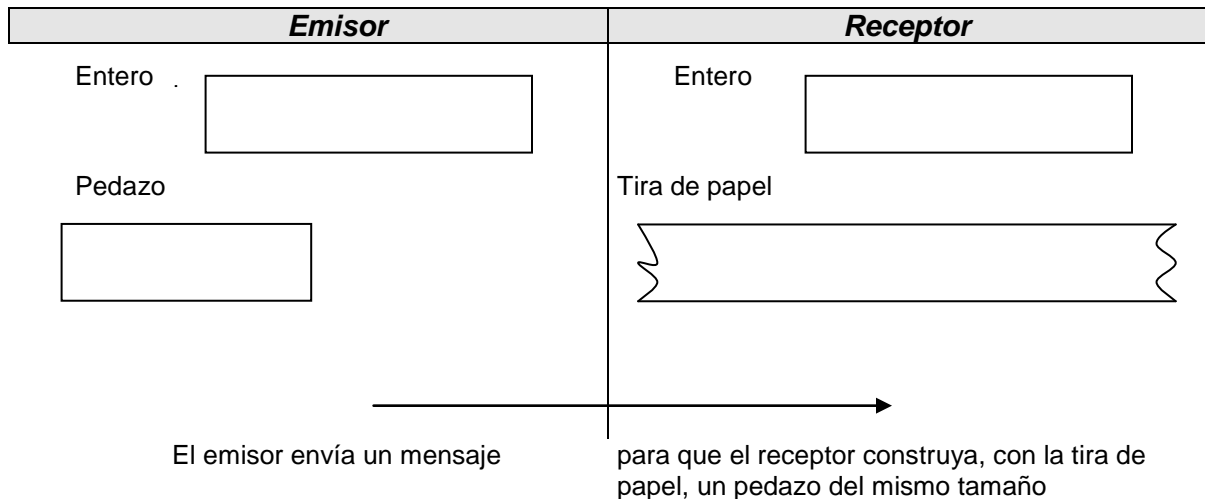 Emisor
Receptor
Entero .
Entero
Pedazo
Tira de papel
El emisor envía un mensaje
para que el receptor construya, con la tira de
papel, un pedazo del mismo tamaño